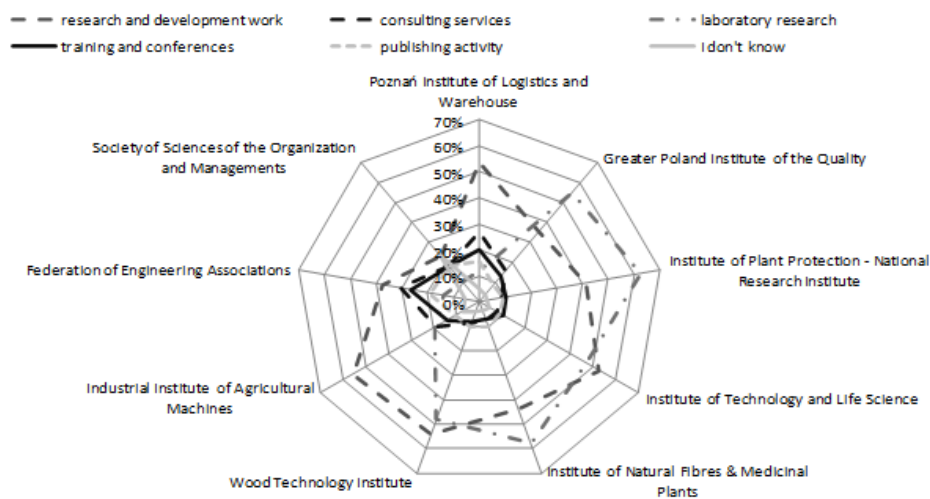 research and development work
consulting services
laboratory research
training and conferences
publishing activity
I don't know
Poznań Institute of Logistics and
Warehouse
70%
60%
50%
40%
30%
20%
10%
0%
Society of Sciences of the Organization
and Managements
Greater Poland Institute of the Quality
Federation of Engineering Associations
Institute of Plant Protection - National
Research Institute
Industrial Institute of Agricultural
Machines
Institute of Technology and Life Science
Wood Technology Institute
Institute of Natural Fibres & Medicinal
Plants